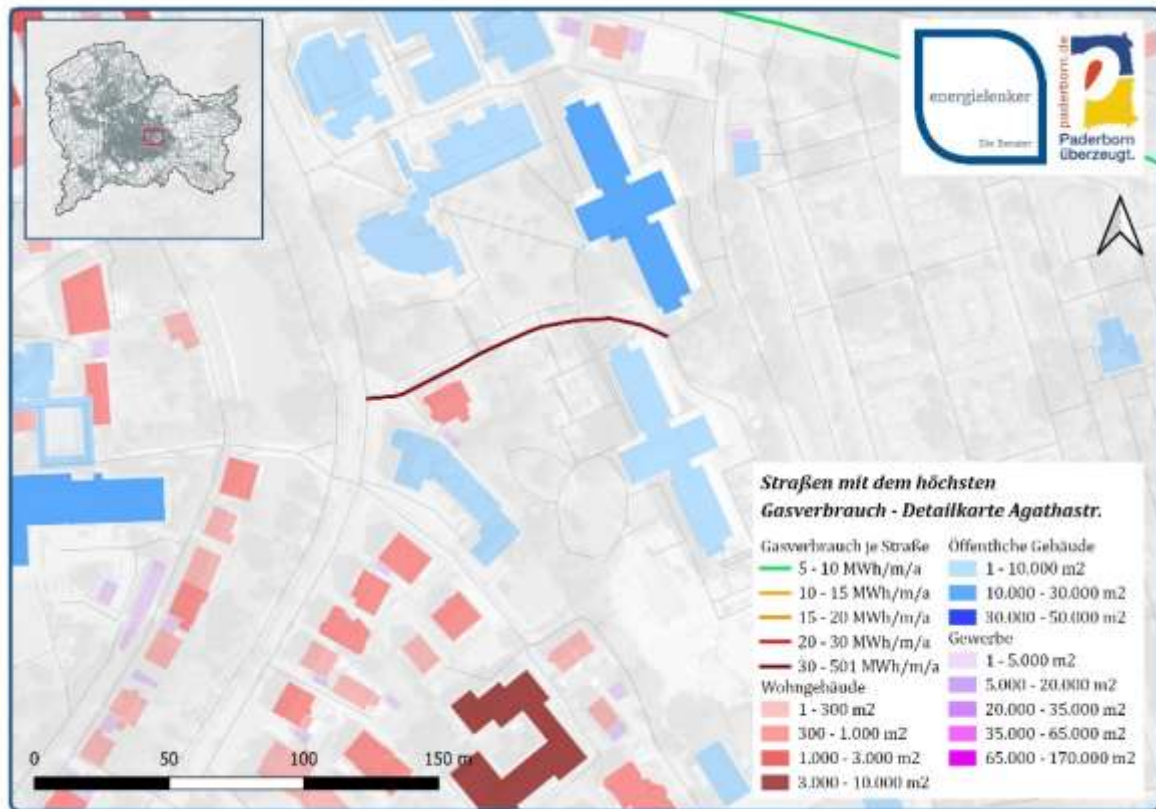 energielenker
Die Berater
paderborn.de
Paderborn
überzeugt.
Straßen mit dem höchsten
Gasverbrauch - Detailkarte Agathastr.
Gasverbrauch je Straße
5 - 10 MWh/m/a
10 - 15 MWh/m/a
15 - 20 MWh/m/a
20 - 30 MWh/m/a
30 - 501 MWh/m/a
Wohngebäude
1 - 300 m2
300 - 1.000 m2
1.000 - 3.000 m2
3.000 - 10.000 m2
Öffentliche Gebäude
1 - 10.000 m2
10.000 - 30.000 m2
30.000 - 50.000 m2
Gewerbe
1 - 5.000 m2
5.000 - 20.000 m2
20.000 - 35.000 m2
35.000 - 65.000 m2
65.000 - 170.000 m2
0 50 100 150 m